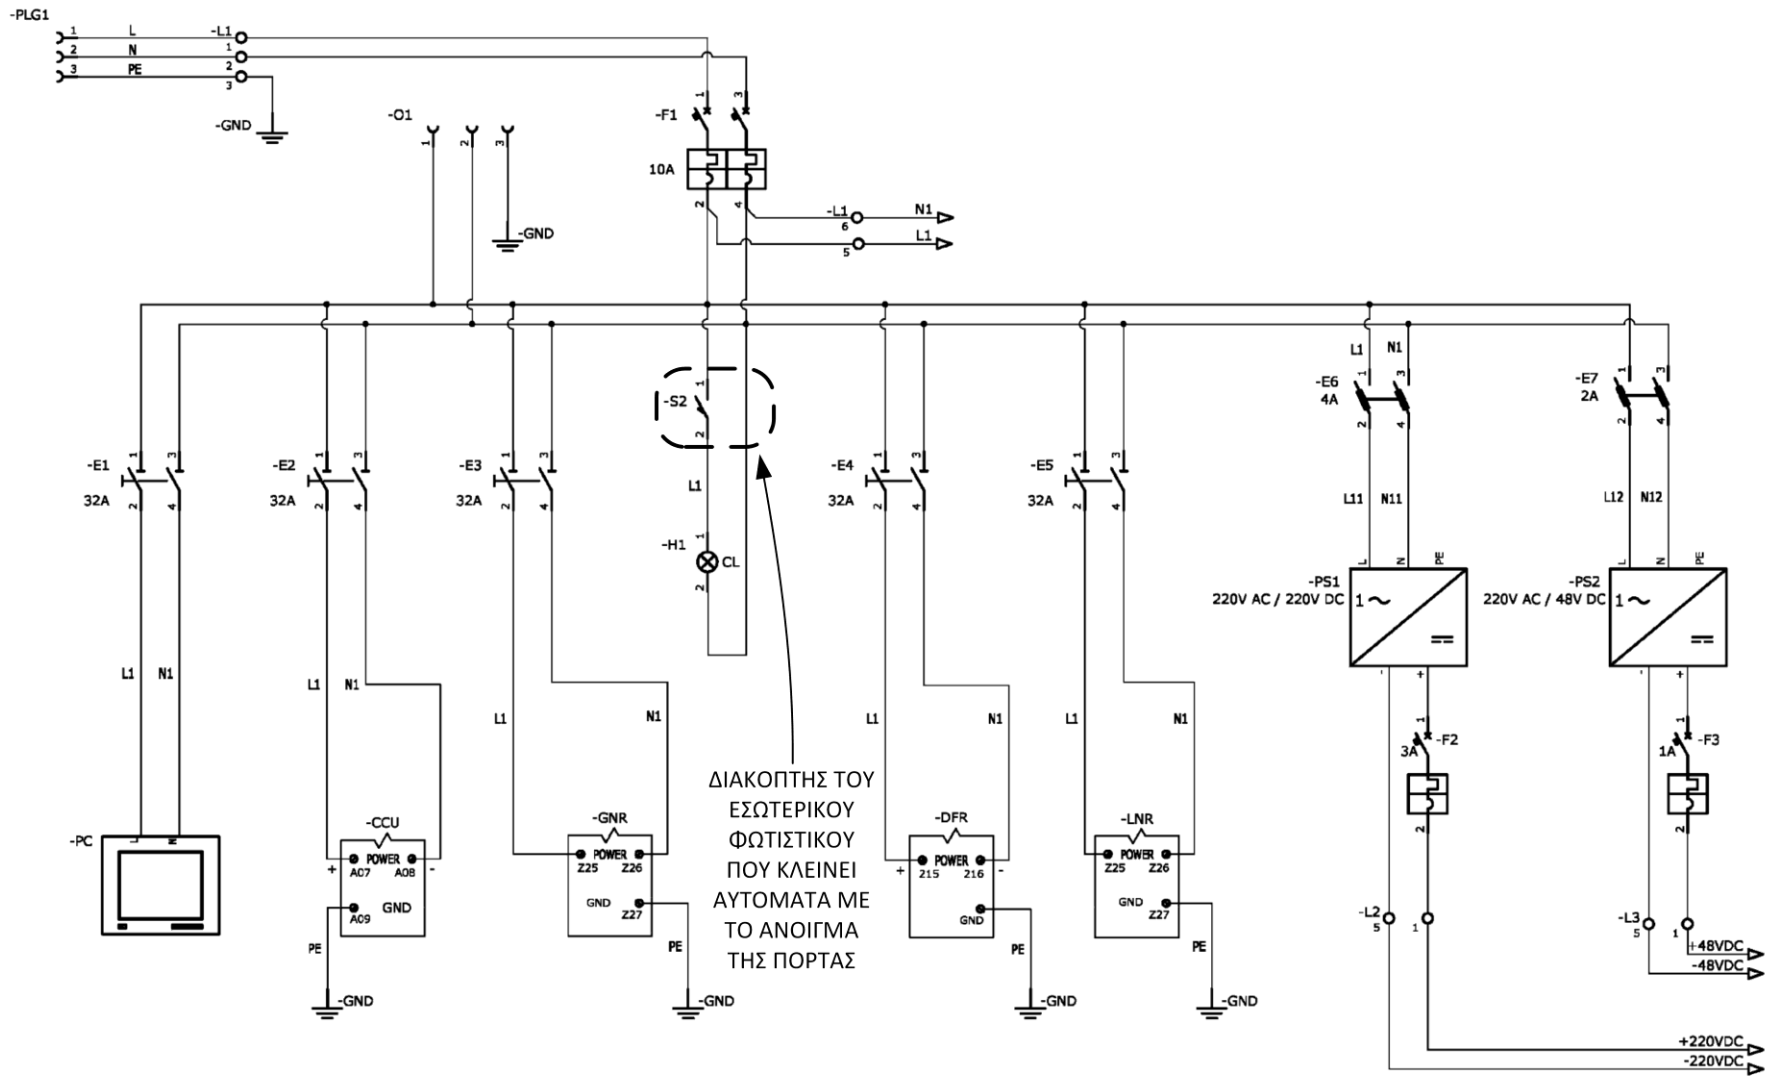 -PLG1
1 L -L1
1
2 N
2
3 PE
3
-GND
-O1
1 2 3
-GND
-F1
1 3
10A
2 4
-L1 N1
6
L1
5
L1 N1
-E6
4A
1 3
2 4
-E7
2A
1 3
2 4
-S2
1
2
-E1
32A
1 3
2 4
-E2
32A
1 3
2 4
-E3
32A
1 3
2 4
L1
-E4
32A
1 3
2 4
-E5
32A
1 3
2 4
L11 N11
L12 N12
-H1 CL
1
2
L N PE
-PS1
220V AC / 220V DC
1
- +
L N PE
-PS2
220V AC / 48V DC
1
- +
L1 N1
L1 N1
L1 N1
L1 N1
L1 N1
1
3A -F2
2
1
1A -F3
2
ΔΙΑΚΟΠΤΗΣ ΤΟΥ
ΕΣΩΤΕΡΙΚΟΥ
ΦΩΤΙΣΤΙΚΟΥ
ΠΟΥ ΚΛΕΙΝΕΙ
ΑΥΤΟΜΑΤΑ ΜΕ
ΤΟ ΑΝΟΙΓΜΑ
ΤΗΣ ΠΟΡΤΑΣ
-PC
L N
-CCU
POWER
+ A07 A08 -
A09 GND
PE
-GND
-GNR
POWER
Z25 Z26
GND
Z27
PE
-GND
-DFR
POWER
+ 215 216 -
GND
PE
-GND
-LNR
POWER
Z25 Z26
GND
Z27
PE
-GND
-L2
5 1
-L3
5 1
+48VDC
-48VDC
+220VDC
-220VDC